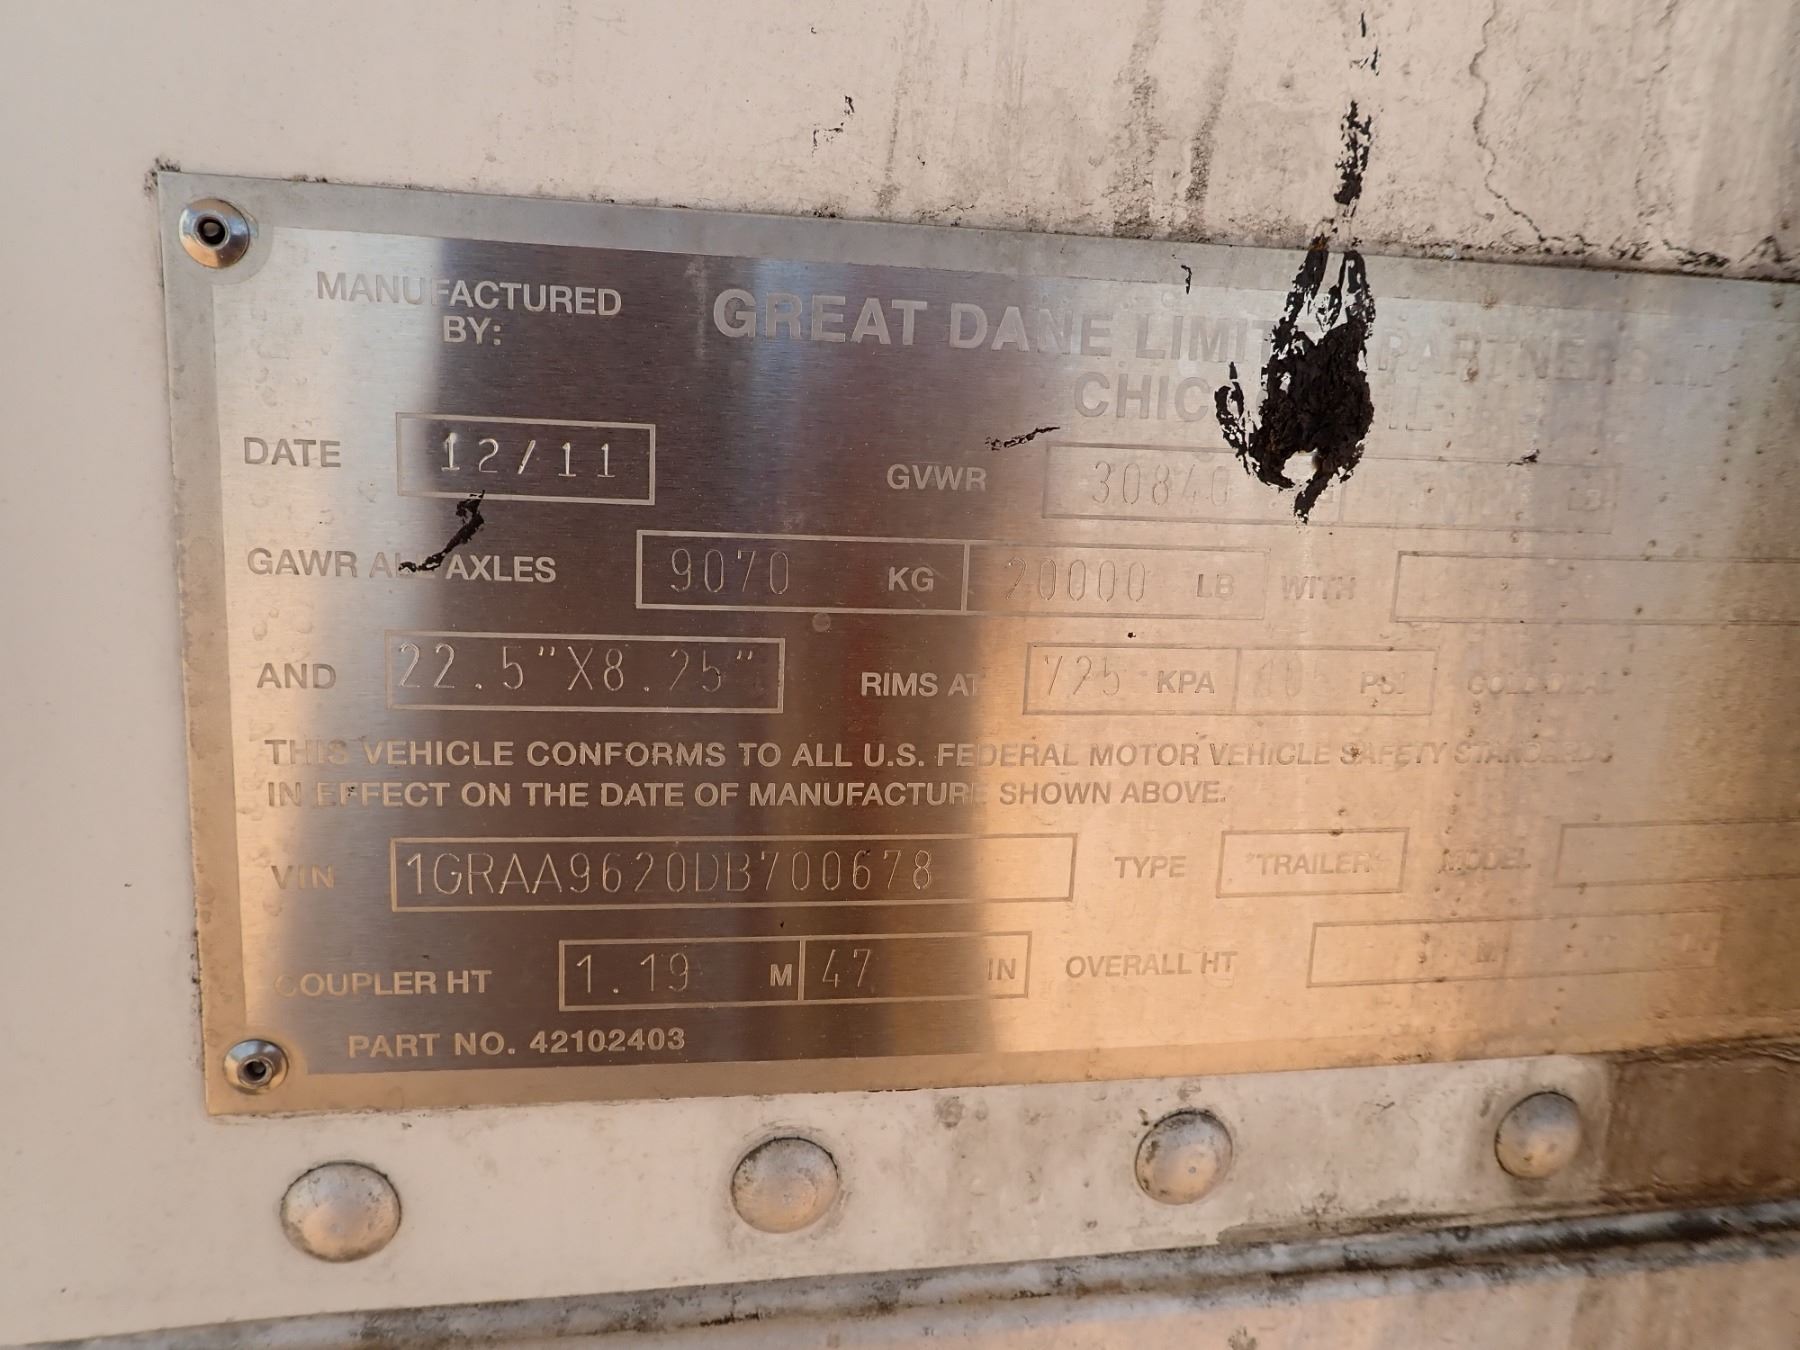 MANUFACTURED BY: GREAT DANE PARTNERSHIP
DATE 12/11 GVWR 30840
GAWR ALL AXLES 9070 KG 20000 LB WITH
AND 22.5"X8.25" RIMS AT 725 KPA PSI COLD
THIS VEHICLE CONFORMS TO ALL U.S. FEDERAL MOTOR VEHICLE SAFETY STANDARDS
IN EFFECT ON THE DATE OF MANUFACTURE SHOWN ABOVE.
VIN 1GRAA9620DB700678 TYPE "TRAILER" MODEL
COUPLER HT 1.19 M 47 IN OVERALL HT M
PART NO. 42102403